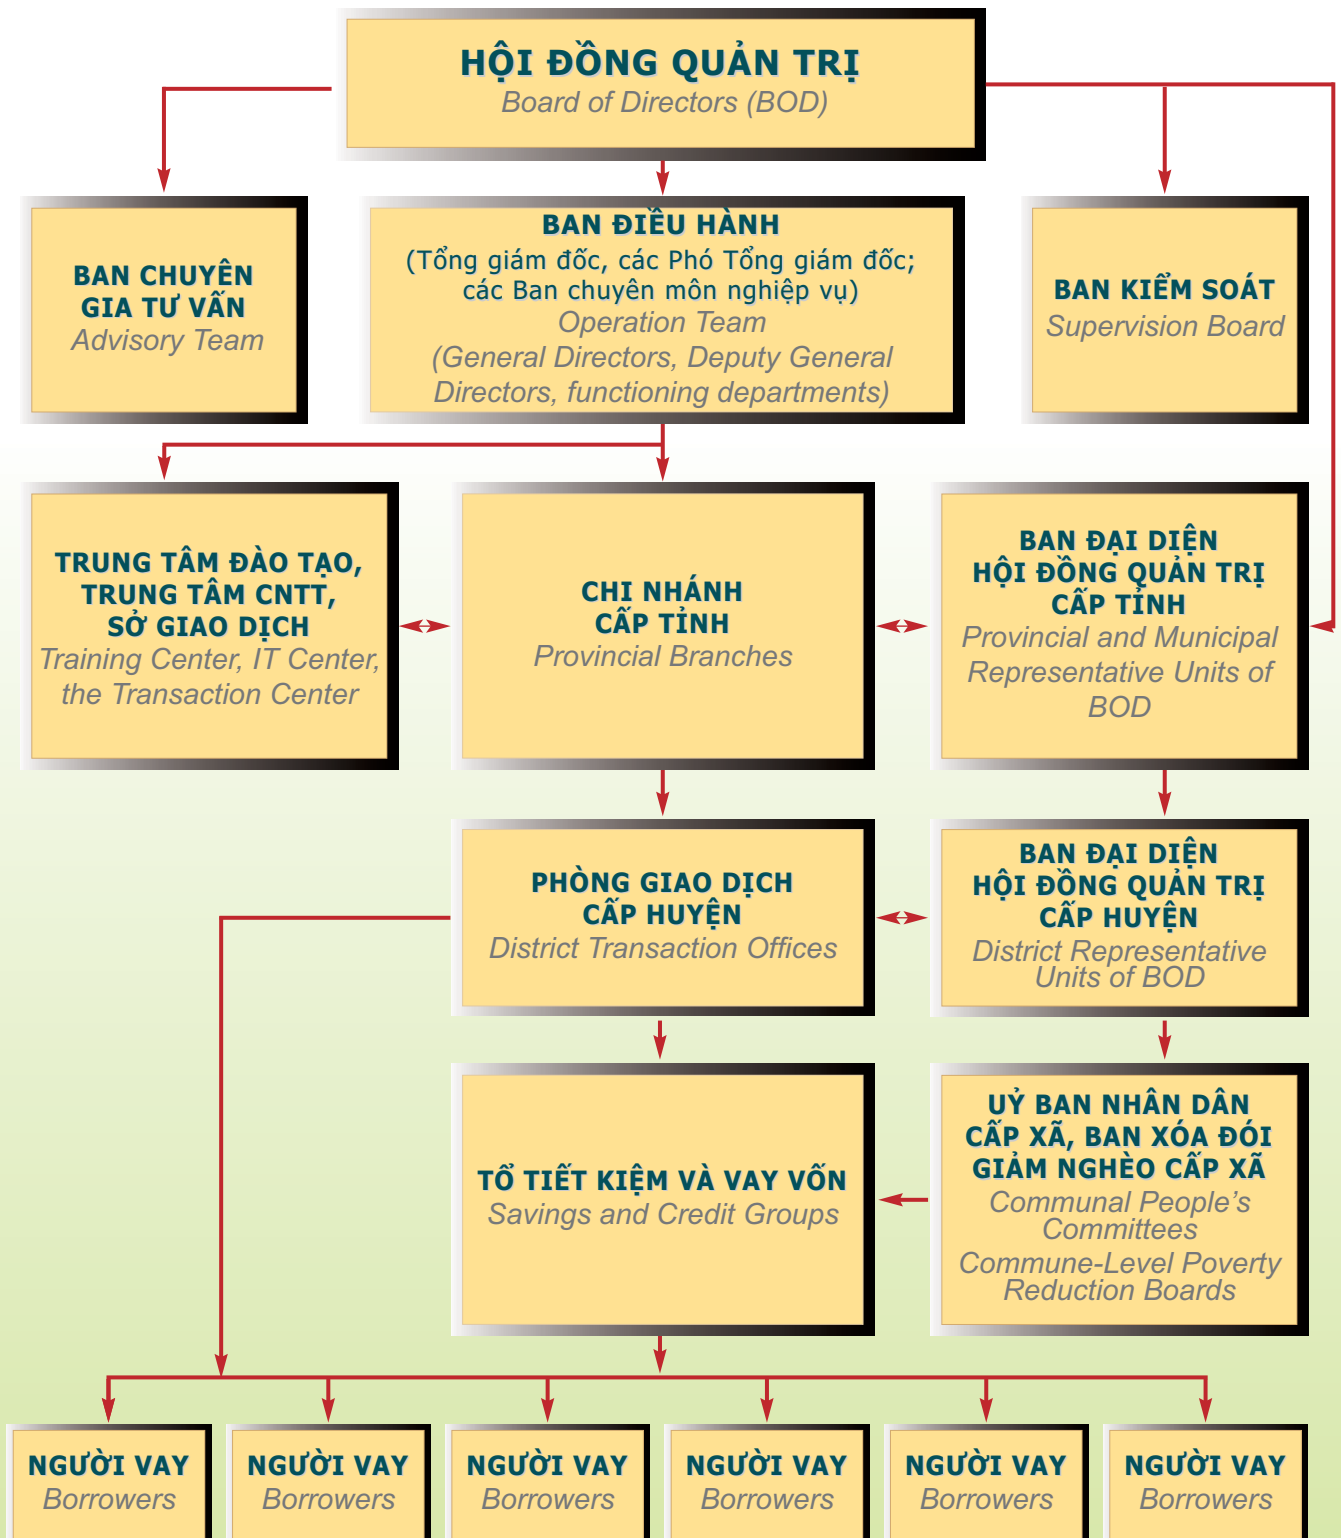 HỘI ĐỒNG QUẢN TRỊ
Board of Directors (BOD)
BAN CHUYÊN
GIA TƯ VẤN
Advisory Team
BAN ĐIỀU HÀNH
(Tổng giám đốc, các Phó Tổng giám đốc;
các Ban chuyên môn nghiệp vụ)
Operation Team
(General Directors, Deputy General
Directors, functioning departments)
BAN KIỂM SOÁT
Supervision Board
TRUNG TÂM ĐÀO TẠO,
TRUNG TÂM CNTT,
SỞ GIAO DỊCH
Training Center, IT Center,
the Transaction Center
CHI NHÁNH
CẤP TỈNH
Provincial Branches
BAN ĐẠI DIỆN
HỘI ĐỒNG QUẢN TRỊ
CẤP TỈNH
Provincial and Municipal
Representative Units of
BOD
PHÒNG GIAO DỊCH
CẤP HUYỆN
District Transaction Offices
BAN ĐẠI DIỆN
HỘI ĐỒNG QUẢN TRỊ
CẤP HUYỆN
District Representative
Units of BOD
TỔ TIẾT KIỆM VÀ VAY VỐN
Savings and Credit Groups
UỶ BAN NHÂN DÂN
CẤP XÃ, BAN XÓA ĐÓI
GIẢM NGHÈO CẤP XÃ
Communal People's
Committees
Commune-Level Poverty
Reduction Boards
NGƯỜI VAY
Borrowers
NGƯỜI VAY
Borrowers
NGƯỜI VAY
Borrowers
NGƯỜI VAY
Borrowers
NGƯỜI VAY
Borrowers
NGƯỜI VAY
Borrowers